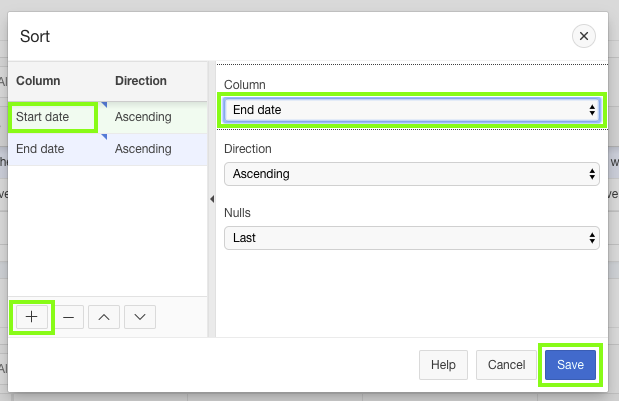 Sort
Column Direction
Start date Ascending
End date Ascending
Column
End date
Direction
Ascending
Nulls
Last
Help Cancel Save